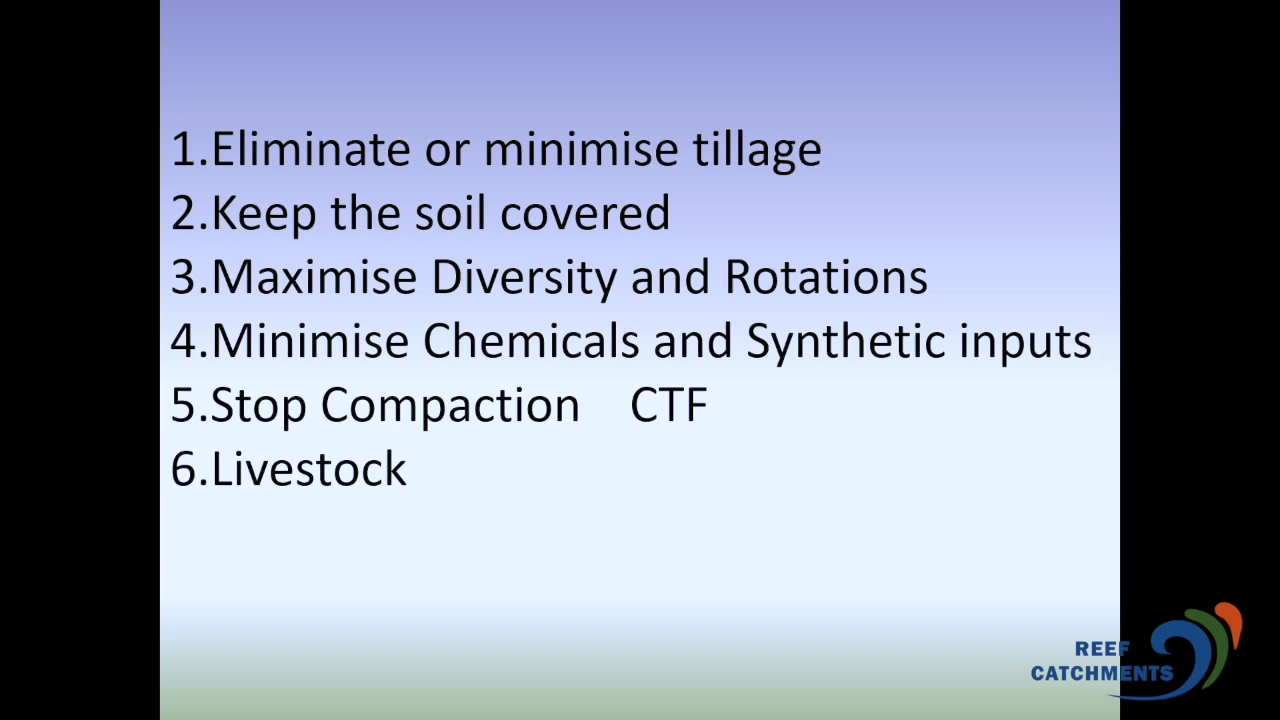 1.Eliminate or minimise tillage
2.Keep the soil covered
3.Maximise Diversity and Rotations
4.Minimise Chemicals and Synthetic inputs
5.Stop Compaction    CTF
6.Livestock
REEF
CATCHMENTS